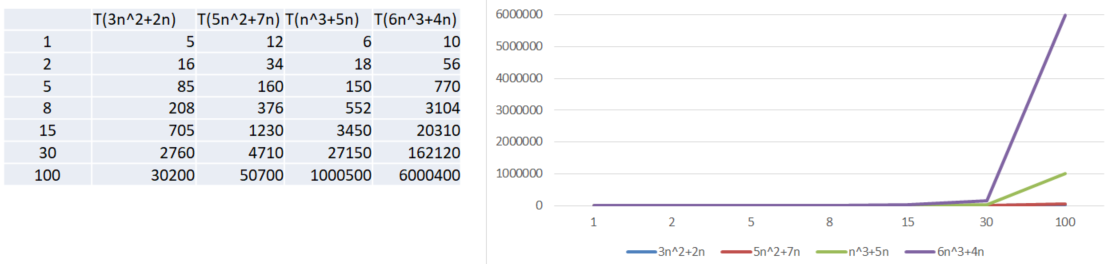 T(3n^2+2n) T(5n^2+7n) T(n^3+5n) T(6n^3+4n)
1 5 12 6 10
2 16 34 18 56
5 85 160 150 770
8 208 376 552 3104
15 705 1230 3450 20310
30 2760 4710 27150 162120
100 30200 50700 1000500 6000400
6000000
5000000
4000000
3000000
2000000
1000000
0
1 2 5 8 15 30 100
3n^2+2n 5n^2+7n n^3+5n 6n^3+4n